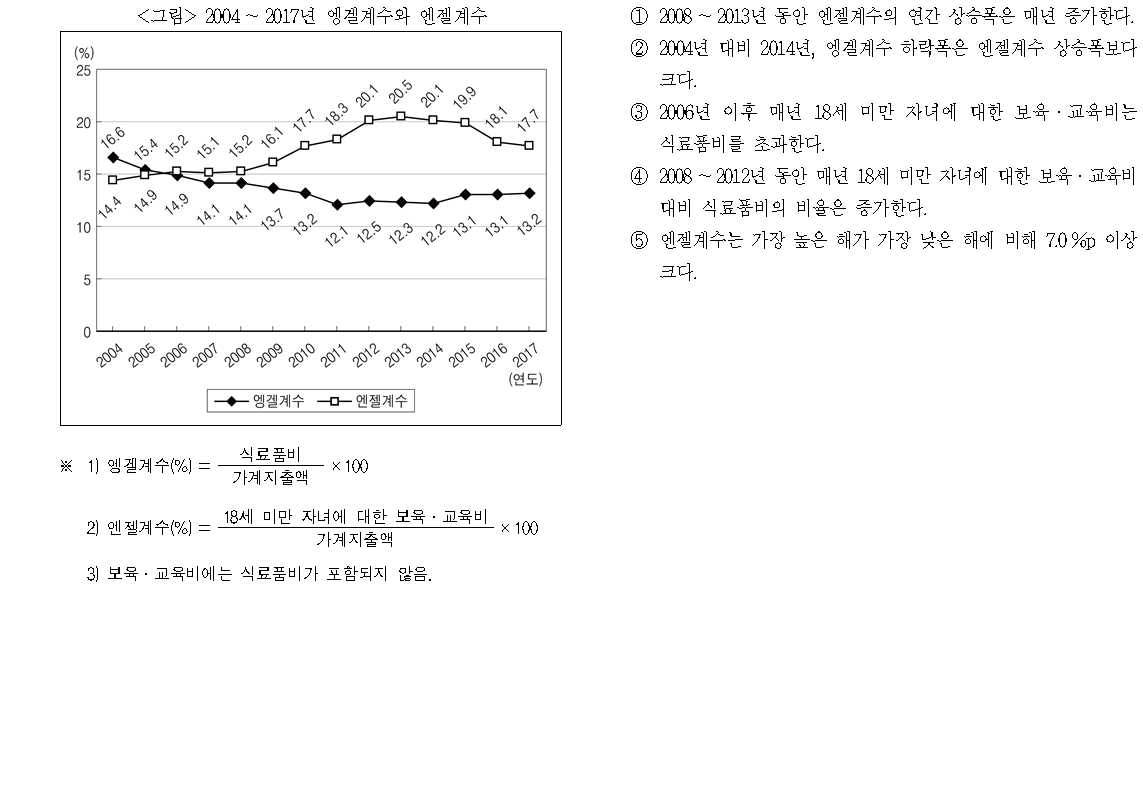 <그림> 2004 ~ 2017년 엥겔계수와 엔젤계수
(%)
25
20
15
10
5
0
16.6
15.4
15.2
15.1
15.2
16.1
17.7
18.3
20.1
20.5
20.1
19.9
18.1
17.7
14.4
14.9
14.9
14.1
14.1
13.7
13.2
12.1
12.5
12.3
12.2
13.1
13.1
13.2
2004 2005 2006 2007 2008 2009 2010 2011 2012 2013 2014 2015 2016 2017
(연도)
엥겔계수 엔젤계수
※ 1) 엥겔계수(%) = 식료품비 / 가계지출액 × 100
2) 엔젤계수(%) = 18세 미만 자녀에 대한 보육 · 교육비 / 가계지출액 × 100
3) 보육 · 교육비에는 식료품비가 포함되지 않음.
① 2008 ~ 2013년 동안 엔젤계수의 연간 상승폭은 매년 증가한다.
② 2004년 대비 2014년, 엥겔계수 하락폭은 엔젤계수 상승폭보다
크다.
③ 2006년 이후 매년 18세 미만 자녀에 대한 보육 · 교육비는
식료품비를 초과한다.
④ 2008 ~ 2012년 동안 매년 18세 미만 자녀에 대한 보육 · 교육비
대비 식료품비의 비율은 증가한다.
⑤ 엔젤계수는 가장 높은 해가 가장 낮은 해에 비해 7.0%p 이상
크다.